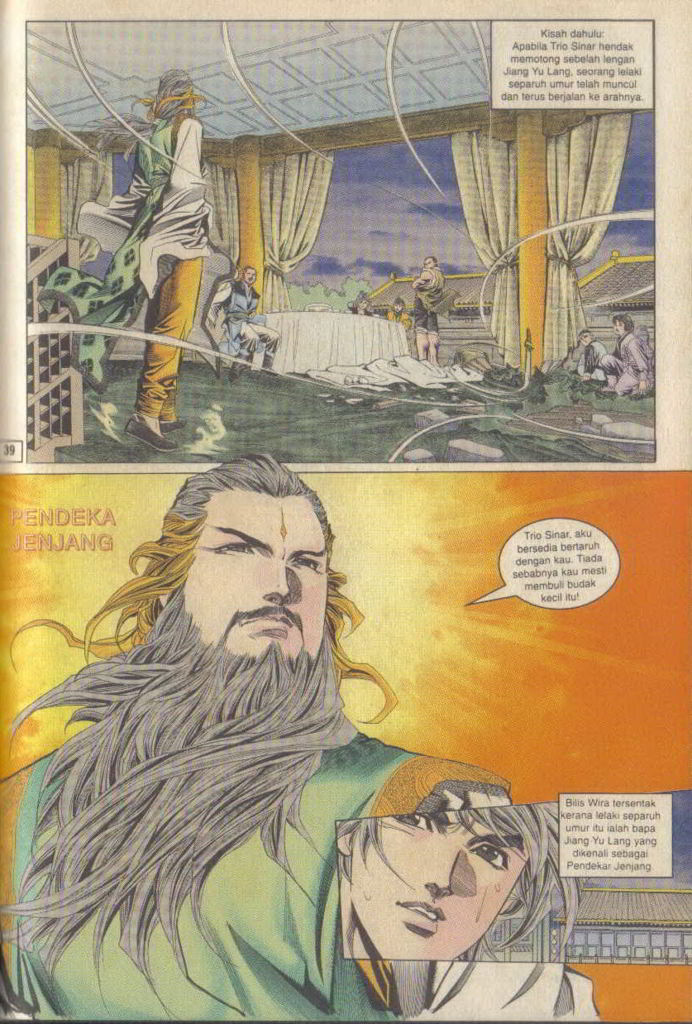 Kisah dahulu:
Apabila Trio Sinar hendak
memotong sebelah lengan
Jiang Yu Lang, seorang lelaki
separuh umur telah muncul
dan terus berjalan ke arahnya.
39
PENDEKA
JENJANG
Trio Sinar, aku
bersedia bertaruh
dengan kau. Tiada
sebabnya kau mesti
membuli budak
kecil itu!
Bilis Wira tersentak
kerana lelaki separuh
umur itu ialah bapa
Jiang Yu Lang yang
dikenali sebagai
Pendekar Jenjang